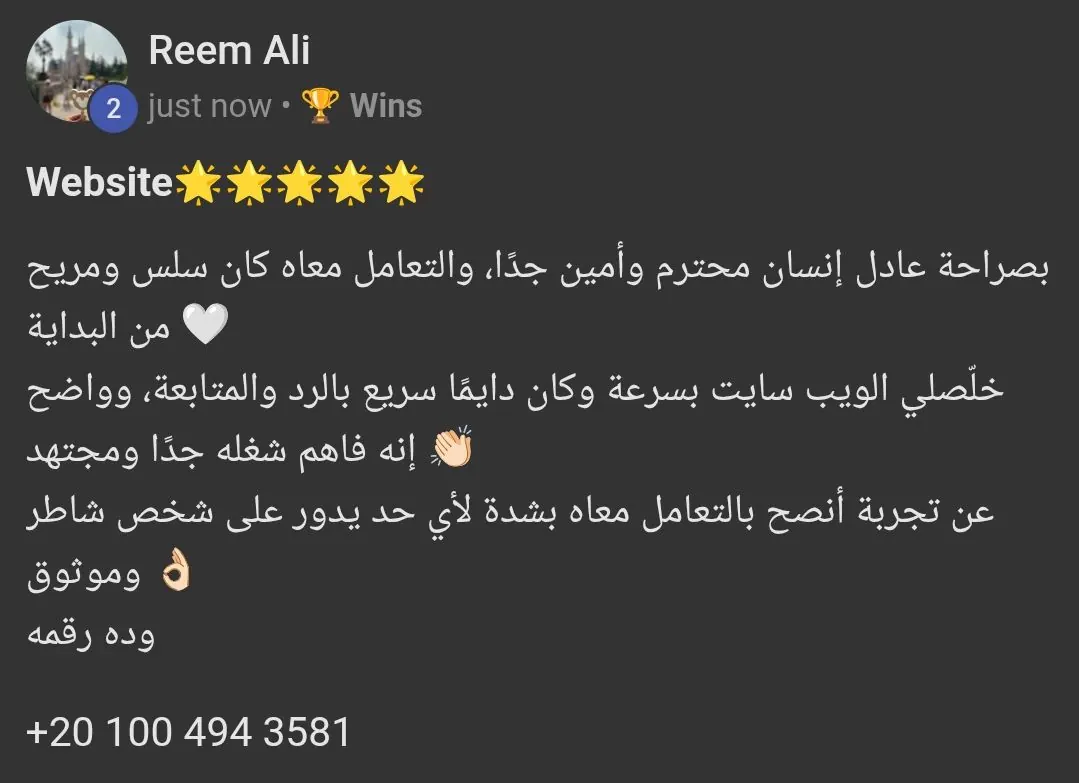 Reem Ali
2 just now • 🏆 Wins
Website🌟🌟🌟🌟🌟
بصراحة عادل إنسان محترم وأمين جدًا، والتعامل معاه كان سلس ومريح
من البداية 🤍
خلّصلي الويب سايت بسرعة وكان دايمًا سريع بالرد والمتابعة، وواضح
إنه فاهم شغله جدًا ومجتهد 👏🏻
عن تجربة أنصح بالتعامل معاه بشدة لأي حد يدور على شخص شاطر
وموثوق 👌🏻
وده رقمه
+20 100 494 3581